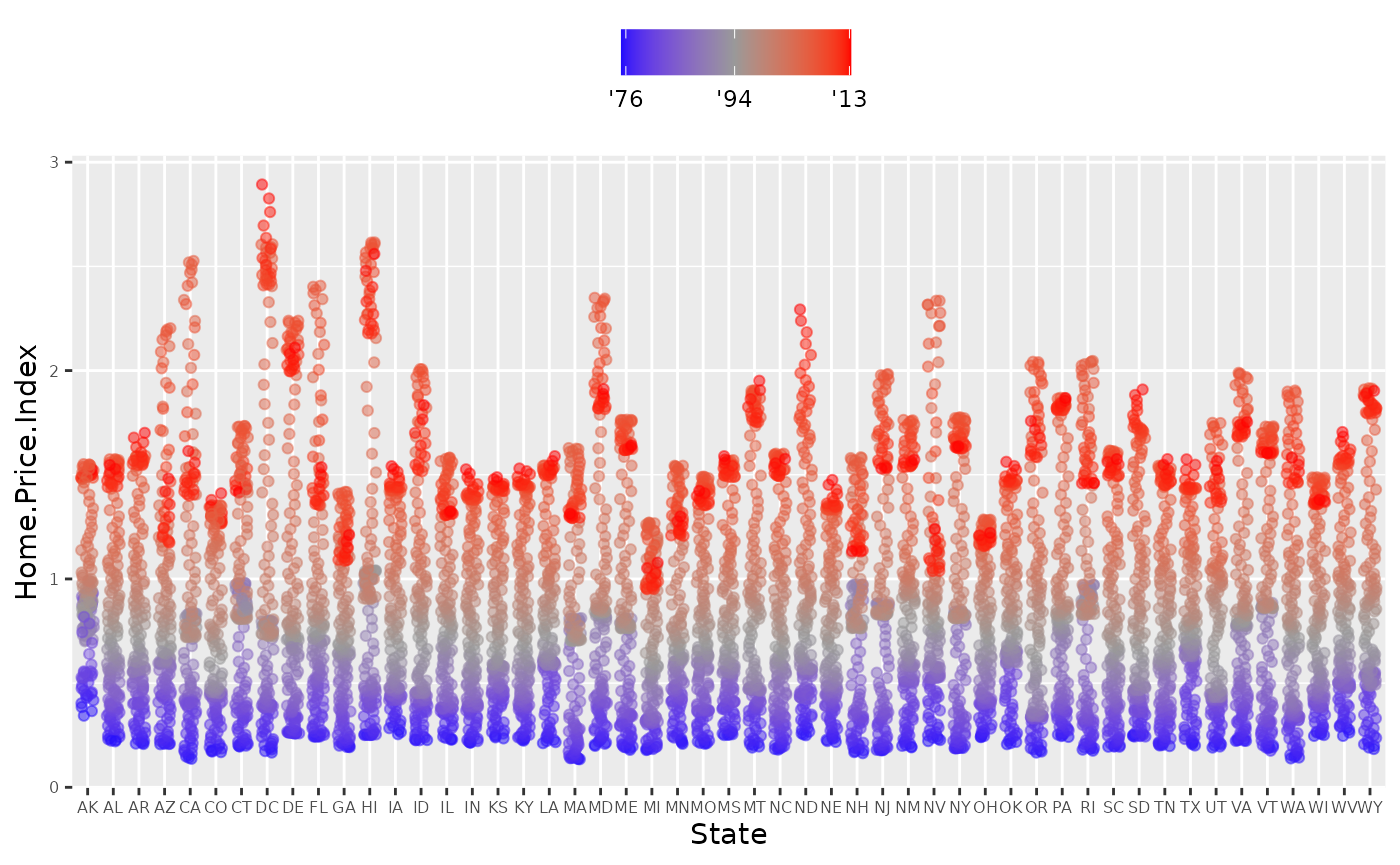 '76 '94 '13
3
2
1
0
Home.Price.Index
AK AL AR AZ CA CO CT DC DE FL GA HI IA ID IL IN KS KY LA MA MD ME MI MN MO MS MT NC ND NE NH NJ NM NV NY OH OK OR PA RI SC SD TN TX UT VA VT WA WI WV WY
State